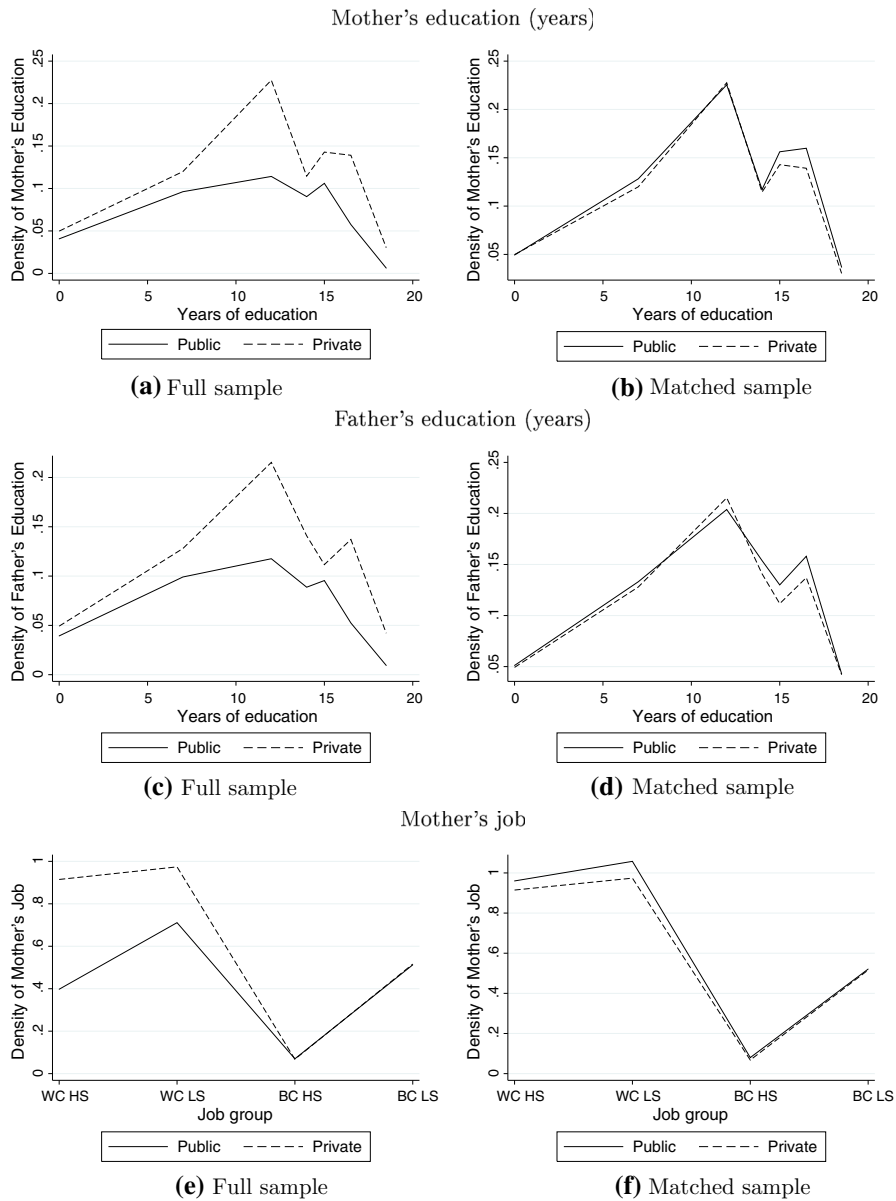 Mother's education (years)
Density of Mother's Education
0 .05 .1 .15 .2 .25
0 5 10 15 20
Years of education
Public Private
(a) Full sample
Density of Mother's Education
.05 .1 .15 .2 .25
0 5 10 15 20
Years of education
Public Private
(b) Matched sample
Father's education (years)
Density of Father's Education
0 .05 .1 .15 .2
0 5 10 15 20
Years of education
Public Private
(c) Full sample
Density of Father's Education
.05 .1 .15 .2 .25
0 5 10 15 20
Years of education
Public Private
(d) Matched sample
Mother's job
Density of Mother's Job
0 .2 .4 .6 .8 1
WC HS WC LS BC HS BC LS
Job group
Public Private
(e) Full sample
Density of Mother's Job
0 .2 .4 .6 .8 1
WC HS WC LS BC HS BC LS
Job group
Public Private
(f) Matched sample